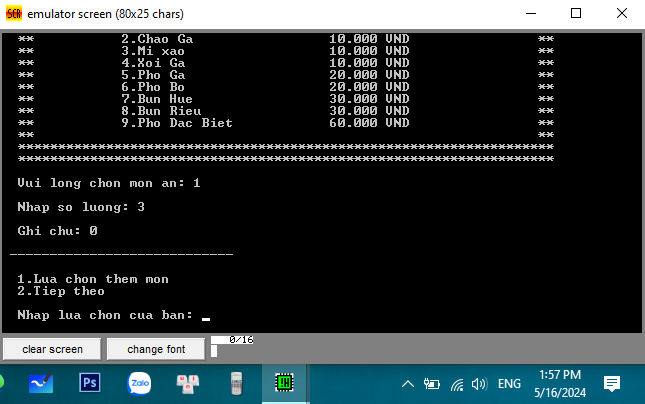 SCR emulator screen (80x25 chars)
** 2.Chao Ga 10.000 VND **
** 3.Mi xao 10.000 VND **
** 4.Xoi Ga 10.000 VND **
** 5.Pho Ga 20.000 VND **
** 6.Pho Bo 20.000 VND **
** 7.Bun Hue 30.000 VND **
** 8.Bun Rieu 30.000 VND **
** 9.Pho Dac Biet 60.000 VND **
** **
*******************************************************************
*******************************************************************
Vui long chon mon an: 1
Nhap so luong: 3
Ghi chu: 0
----------------------------
1.Lua chon them mon
2.Tiep theo
Nhap lua chon cua ban: _
clear screen change font 0/16
Ps Zalo ENG 1:57 PM
5/16/2024